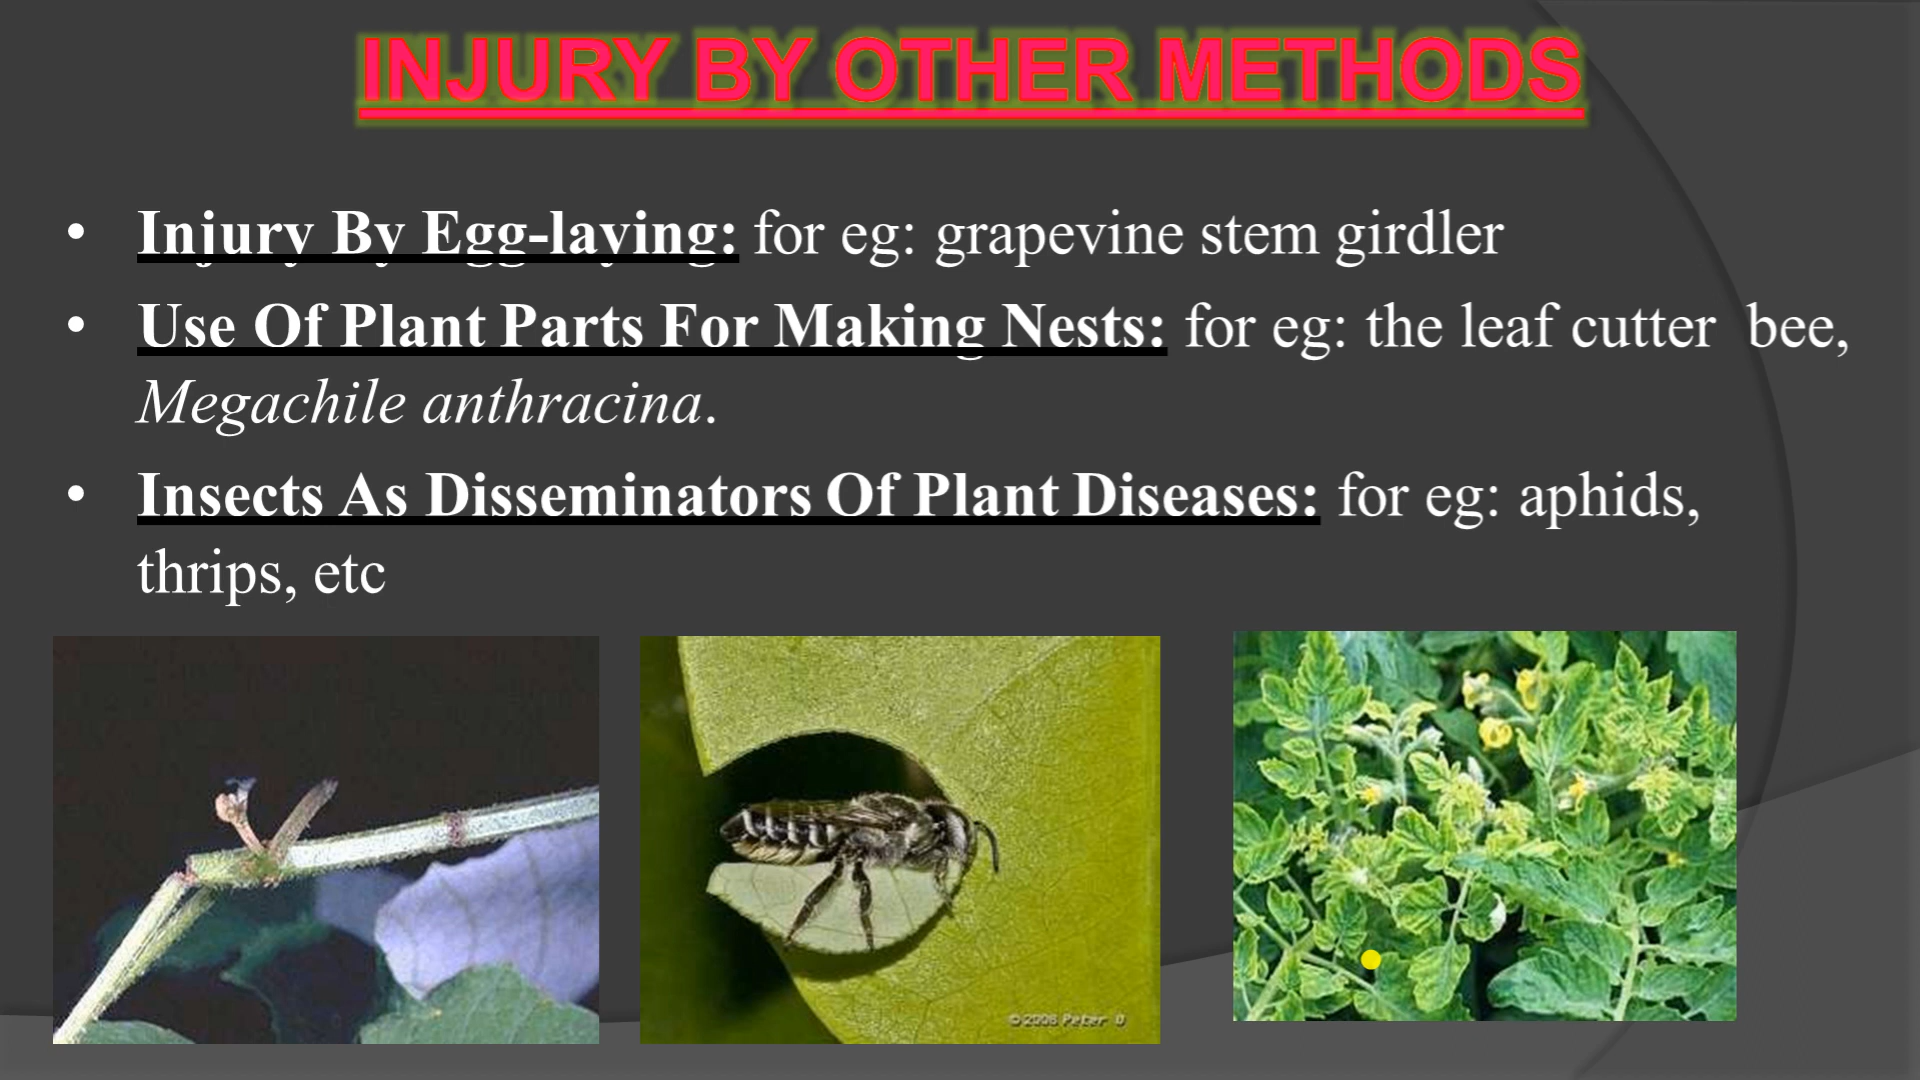 INJURY BY OTHER METHODS
• Injury By Egg-laying: for eg: grapevine stem girdler
• Use Of Plant Parts For Making Nests: for eg: the leaf cutter bee,
Megachile anthracina.
• Insects As Disseminators Of Plant Diseases: for eg: aphids,
thrips, etc
©2008 Peter O